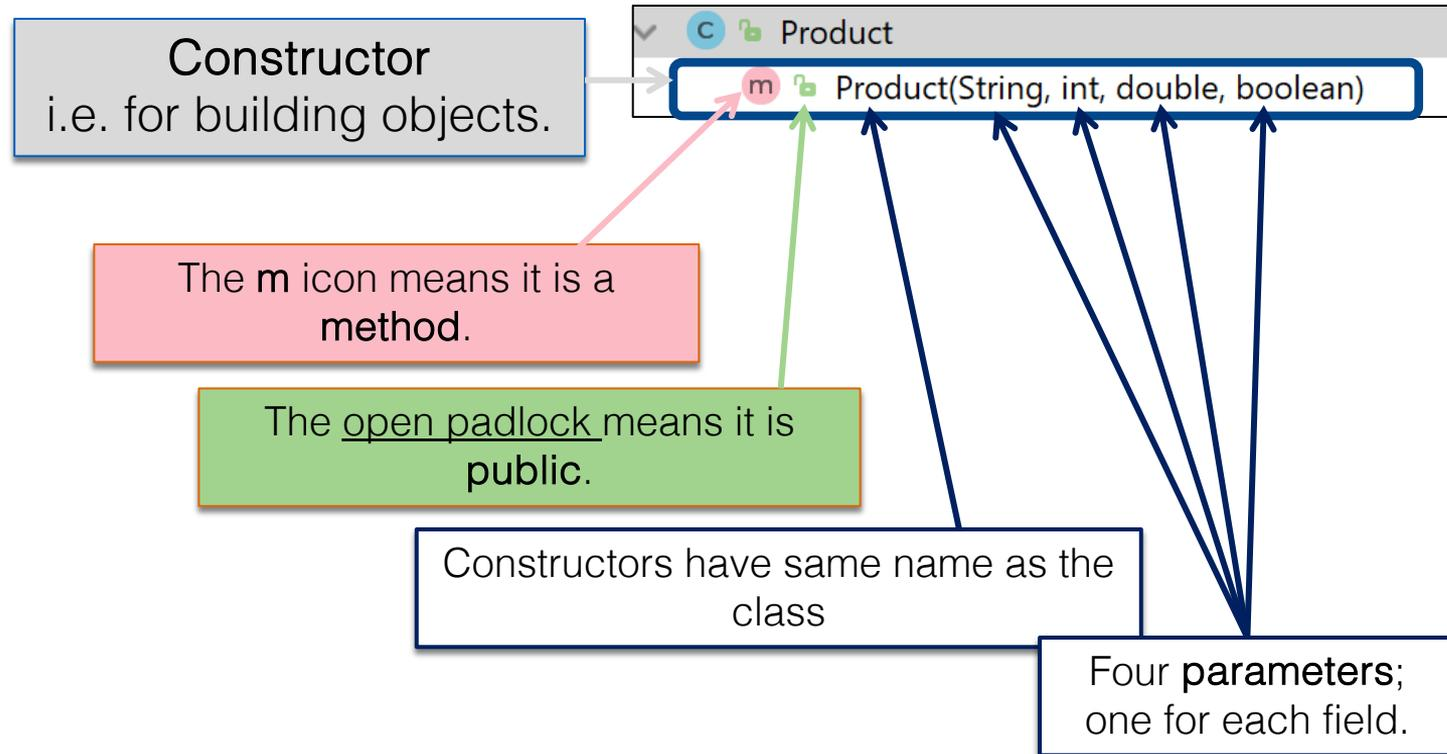 Constructor
i.e. for building objects.
C Product
m Product(String, int, double, boolean)
The m icon means it is a
method.
The open padlock means it is
public.
Constructors have same name as the
class
Four parameters;
one for each field.